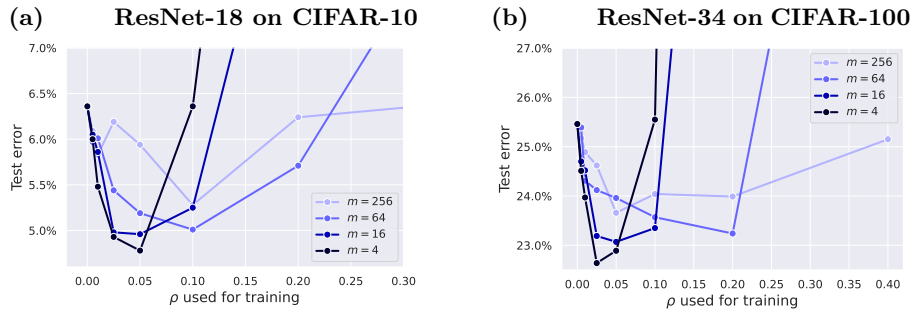 (a) ResNet-18 on CIFAR-10
7.0%
6.5%
6.0%
5.5%
5.0%
Test error
m = 256
m = 64
m = 16
m = 4
0.00 0.05 0.10 0.15 0.20 0.25 0.30
ρ used for training
(b) ResNet-34 on CIFAR-100
27.0%
26.0%
25.0%
24.0%
23.0%
Test error
m = 256
m = 64
m = 16
m = 4
0.00 0.05 0.10 0.15 0.20 0.25 0.30 0.35 0.40
ρ used for training